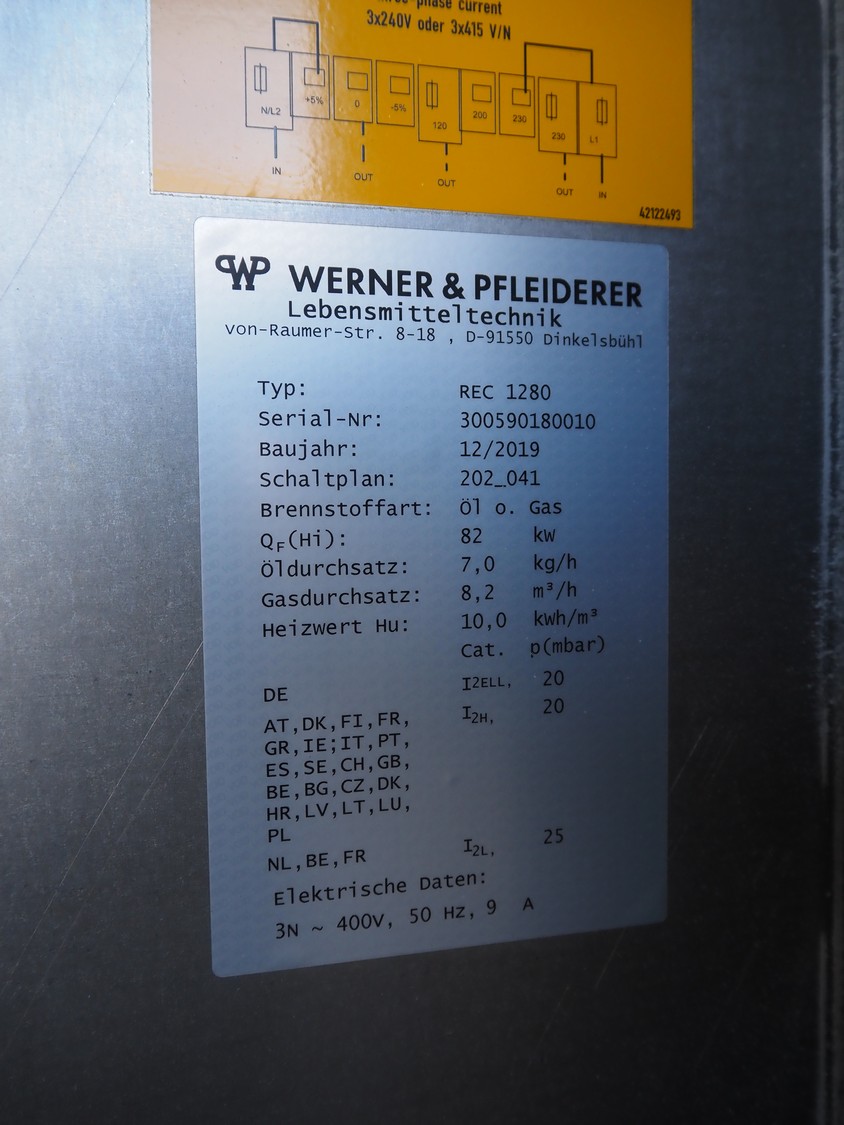 phase current
3x240V oder 3x415 V/N
N/L2 +5% 0 -5% 120 200 230 230 L1
IN OUT OUT OUT IN
42122493
WP WERNER & PFLEIDERER
Lebensmitteltechnik
von-Raumer-Str. 8-18 , D-91550 Dinkelsbühl
Typ: REC 1280
Serial-Nr: 300590180010
Baujahr: 12/2019
Schaltplan: 202_041
Brennstoffart: Öl o. Gas
QF(Hi): 82 kW
Öldurchsatz: 7,0 kg/h
Gasdurchsatz: 8,2 m³/h
Heizwert Hu: 10,0 kWh/m³
Cat. p(mbar)
DE I2ELL, 20
AT,DK,FI,FR, I2H, 20
GR,IE;IT,PT,
ES,SE,CH,GB,
BE,BG,CZ,DK,
HR,LV,LT,LU,
PL
NL,BE,FR I2L, 25
Elektrische Daten:
3N ~ 400V, 50 Hz, 9 A